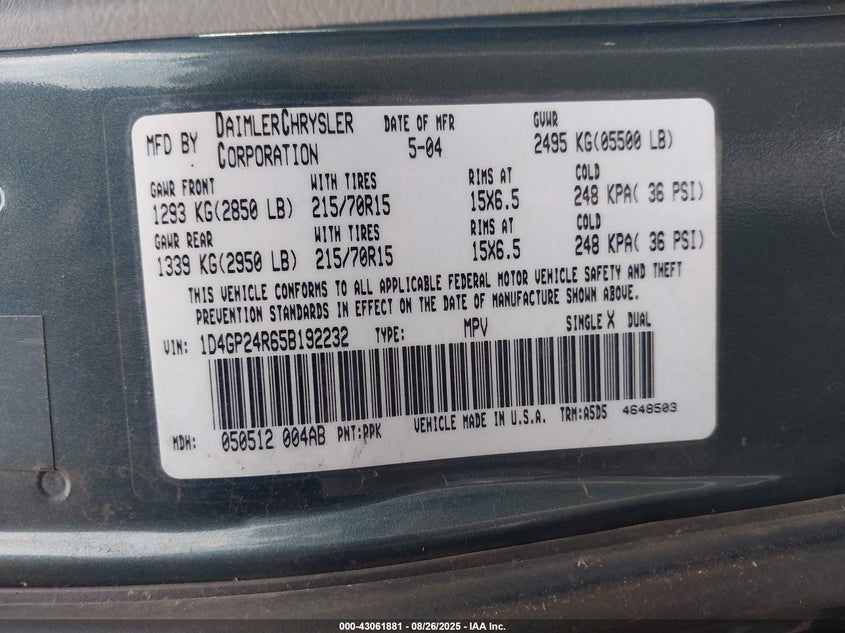 MFD BY DAIMLERCHRYSLER CORPORATION DATE OF MFR 5-04 GVWR 2495 KG(05500 LB)
GAWR FRONT WITH TIRES RIMS AT COLD
1293 KG(2850 LB) 215/70R15 15X6.5 248 KPA( 36 PSI)
GAWR REAR WITH TIRES RIMS AT COLD
1339 KG(2950 LB) 215/70R15 15X6.5 248 KPA( 36 PSI)
THIS VEHICLE CONFORMS TO ALL APPLICABLE FEDERAL MOTOR VEHICLE SAFETY AND THEFT
PREVENTION STANDARDS IN EFFECT ON THE DATE OF MANUFACTURE SHOWN ABOVE.
VIN: 1D4GP24R65B192232 TYPE: MPV SINGLE X DUAL
MDH: 050512 004AB PNT:PPK VEHICLE MADE IN U.S.A. TRM:A5D5 4648503
000-43061881 - 08/26/2025 - IAA Inc.